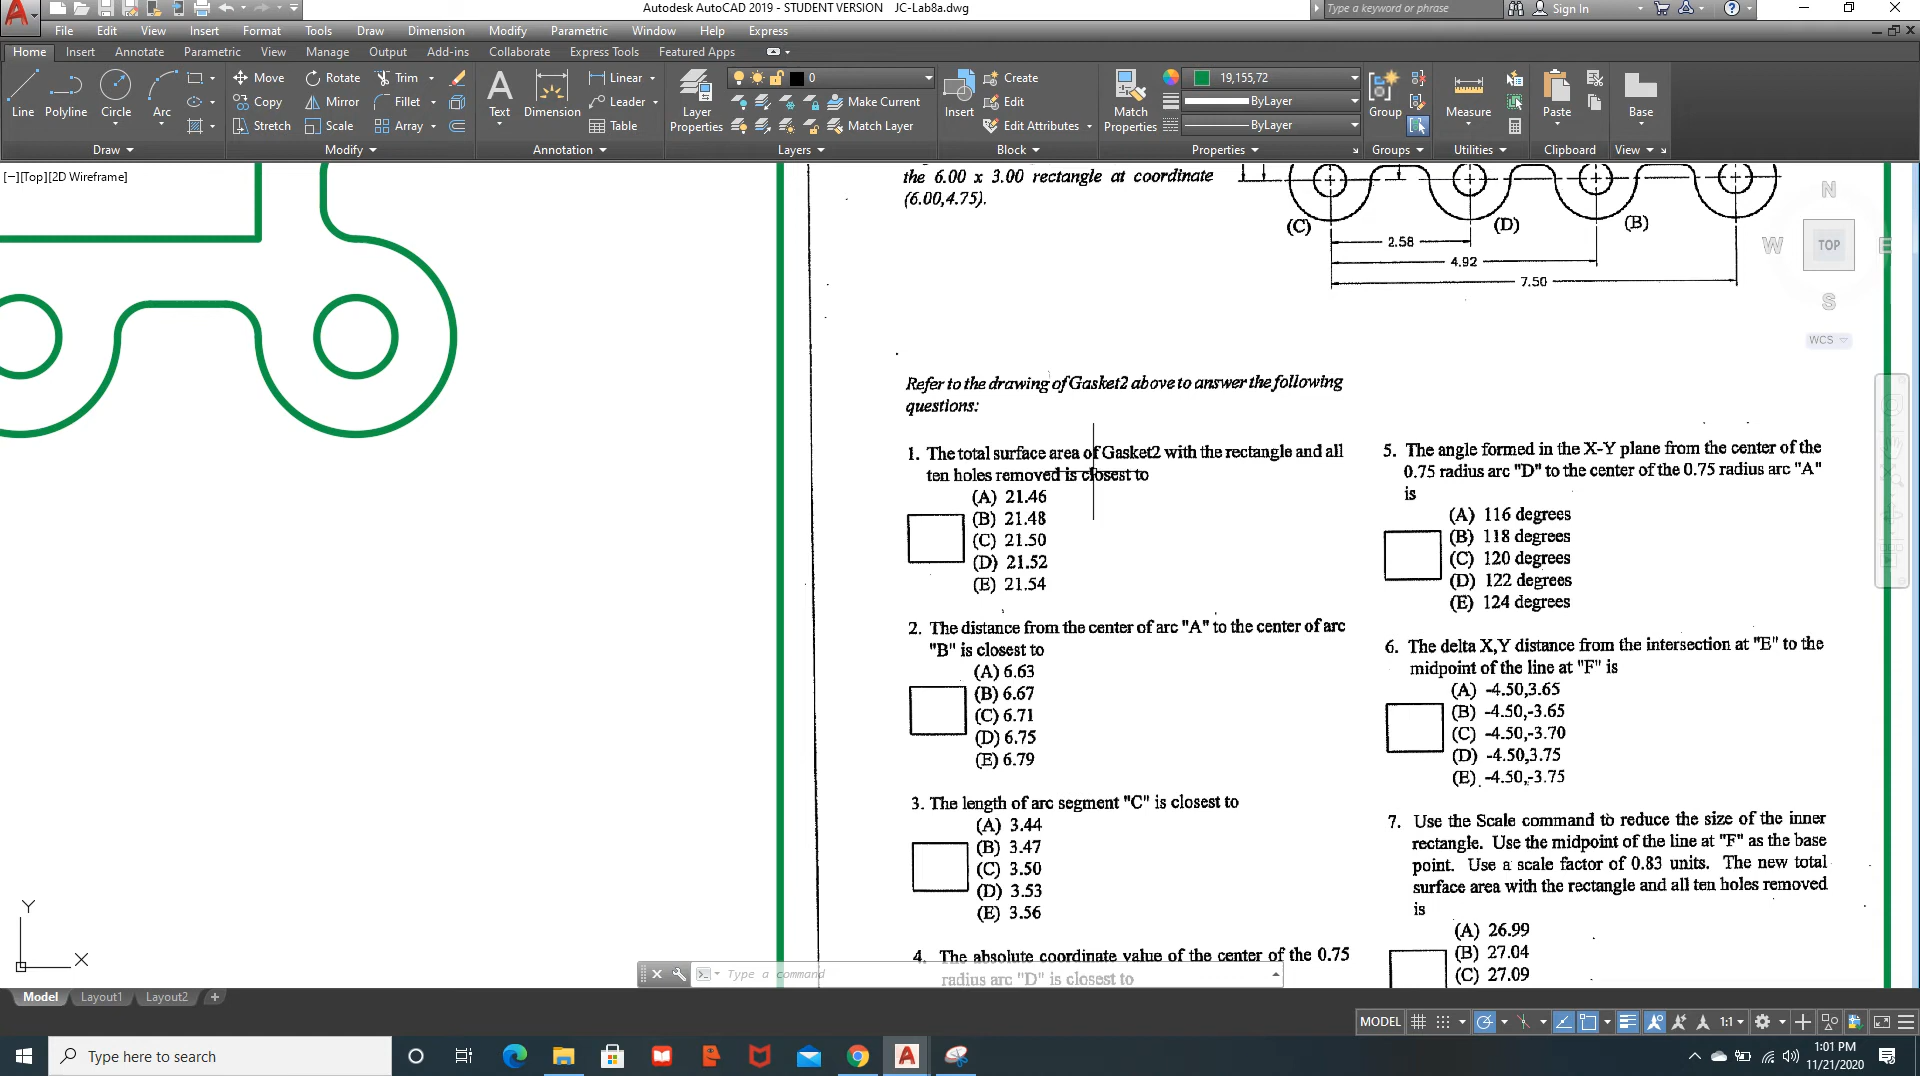 Autodesk AutoCAD 2019 - STUDENT VERSION JC-Lab8a.dwg
Type a keyword or phrase
Sign In
File Edit View Insert Format Tools Draw Dimension Modify Parametric Window Help Express
Home Insert Annotate Parametric View Manage Output Add-ins Collaborate Express Tools Featured Apps
Line Polyline Circle Arc
Move Rotate Trim
Copy Mirror Fillet
Stretch Scale Array
Text Dimension
Linear
Leader
Table
Layer Properties
0
Make Current
Match Layer
Insert
Create
Edit
Edit Attributes
Match Properties
19,155,72
ByLayer
ByLayer
Group
Measure
Paste
Base
Draw Modify Annotation Layers Block Properties Groups Utilities Clipboard View
[−][Top][2D Wireframe]
the 6.00 x 3.00 rectangle at coordinate
(6.00,4.75).
(C) (D) (B)
2.58
4.92
7.50
N
W TOP E
S
WCS
Refer to the drawing of Gasket2 above to answer the following
questions:
1. The total surface area of Gasket2 with the rectangle and all
ten holes removed is closest to
(A) 21.46
(B) 21.48
(C) 21.50
(D) 21.52
(E) 21.54
2. The distance from the center of arc "A" to the center of arc
"B" is closest to
(A) 6.63
(B) 6.67
(C) 6.71
(D) 6.75
(E) 6.79
3. The length of arc segment "C" is closest to
(A) 3.44
(B) 3.47
(C) 3.50
(D) 3.53
(E) 3.56
4. The absolute coordinate value of the center of the 0.75
radius arc "D" is closest to
5. The angle formed in the X-Y plane from the center of the
0.75 radius arc "D" to the center of the 0.75 radius arc "A"
is
(A) 116 degrees
(B) 118 degrees
(C) 120 degrees
(D) 122 degrees
(E) 124 degrees
6. The delta X,Y distance from the intersection at "E" to the
midpoint of the line at "F" is
(A) -4.50,3.65
(B) -4.50,-3.65
(C) -4.50,-3.70
(D) -4.50,3.75
(E) -4.50,-3.75
7. Use the Scale command to reduce the size of the inner
rectangle. Use the midpoint of the line at "F" as the base
point. Use a scale factor of 0.83 units. The new total
surface area with the rectangle and all ten holes removed
is
(A) 26.99
(B) 27.04
(C) 27.09
Y
X
Type a command
Model Layout1 Layout2 +
MODEL 1:1
Type here to search
1:01 PM
11/21/2020